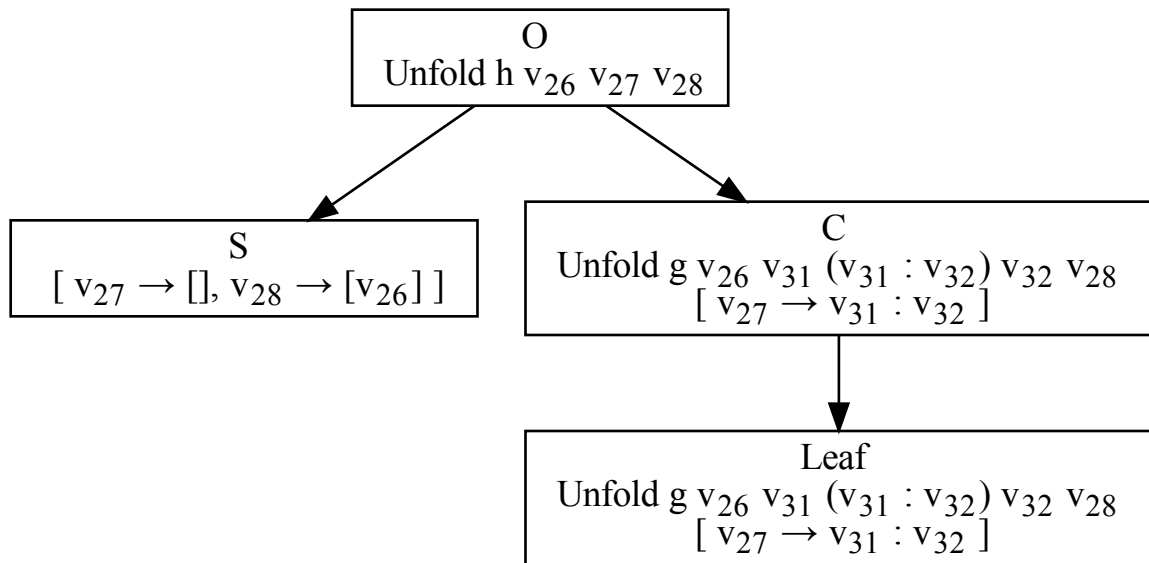 O
Unfold h v₂₆ v₂₇ v₂₈
S
[ v₂₇ → [], v₂₈ → [v₂₆] ]
C
Unfold g v₂₆ v₃₁ (v₃₁ : v₃₂) v₃₂ v₂₈
[ v₂₇ → v₃₁ : v₃₂ ]
Leaf
Unfold g v₂₆ v₃₁ (v₃₁ : v₃₂) v₃₂ v₂₈
[ v₂₇ → v₃₁ : v₃₂ ]